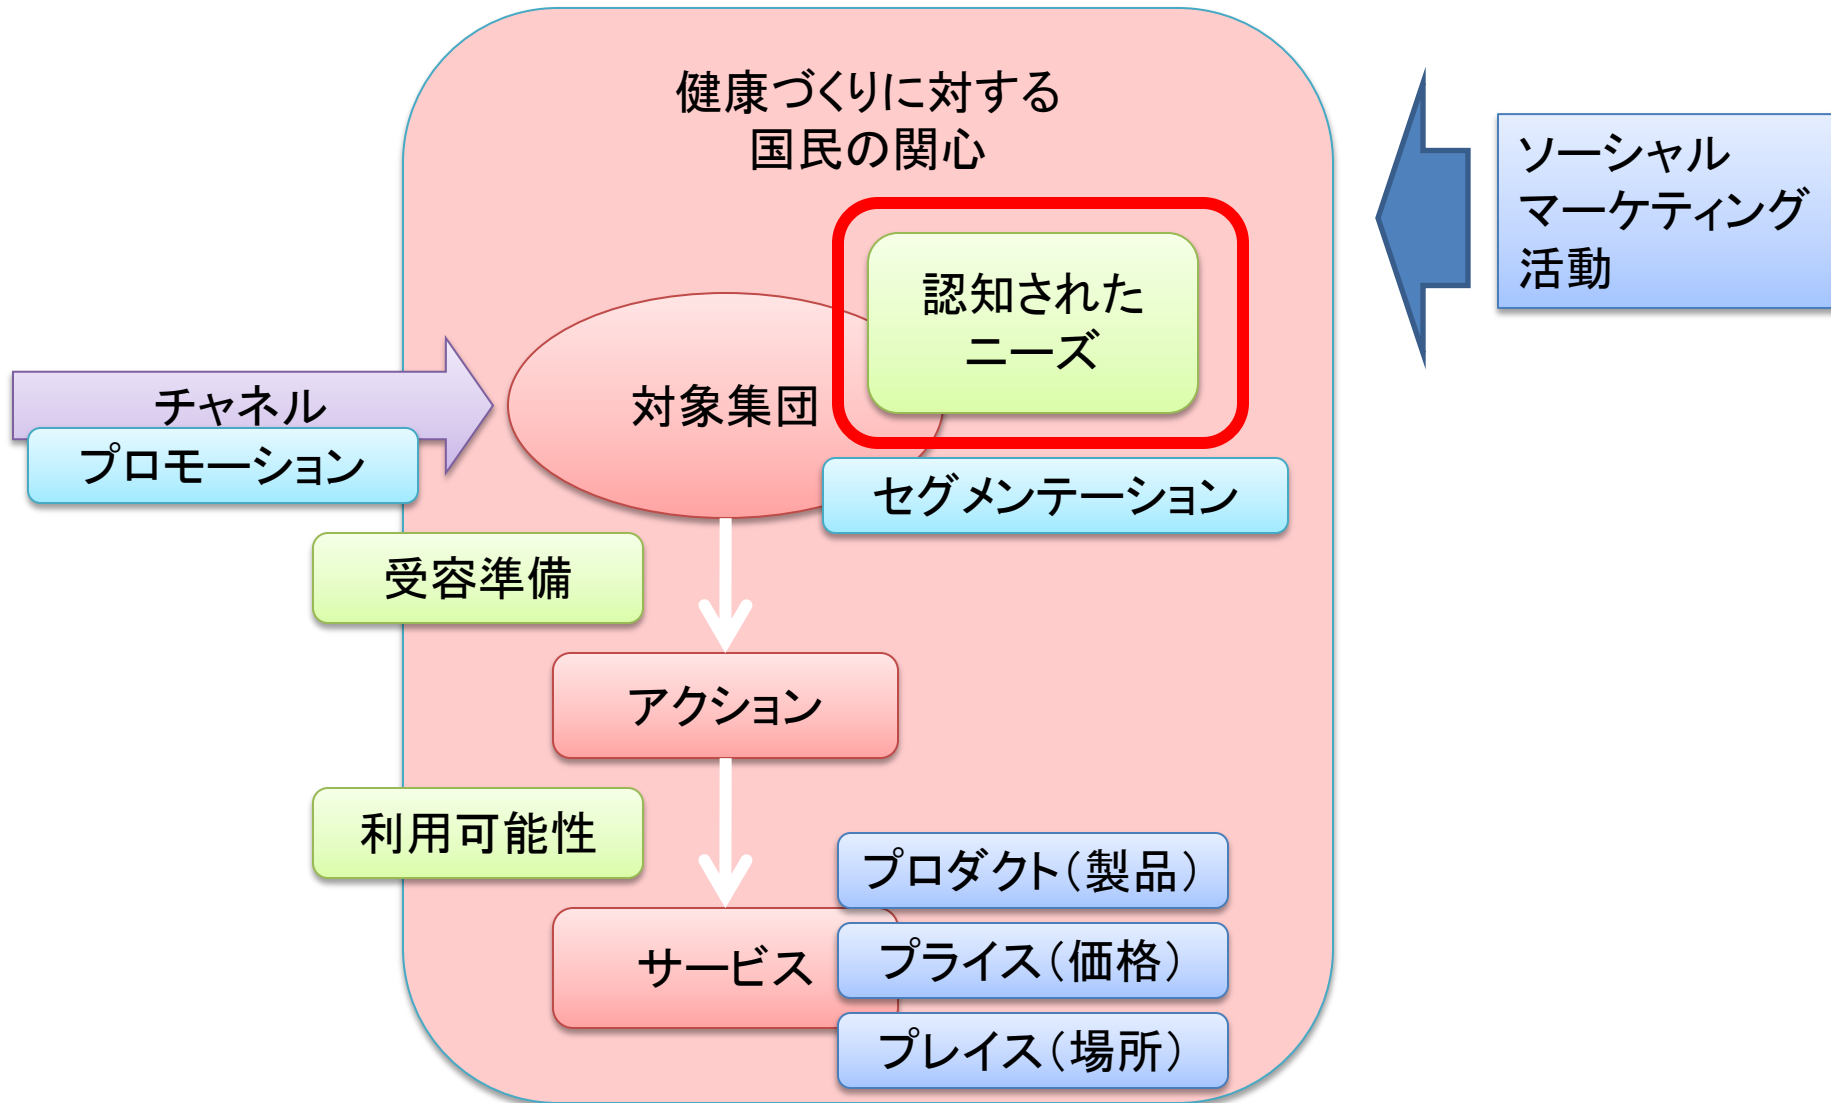 健康づくりに対する
国民の関心
ソーシャル
マーケティング
活動
認知された
ニーズ
対象集団
チャネル
プロモーション
セグメンテーション
受容準備
アクション
利用可能性
プロダクト（製品）
サービス
プライス（価格）
プレイス（場所）